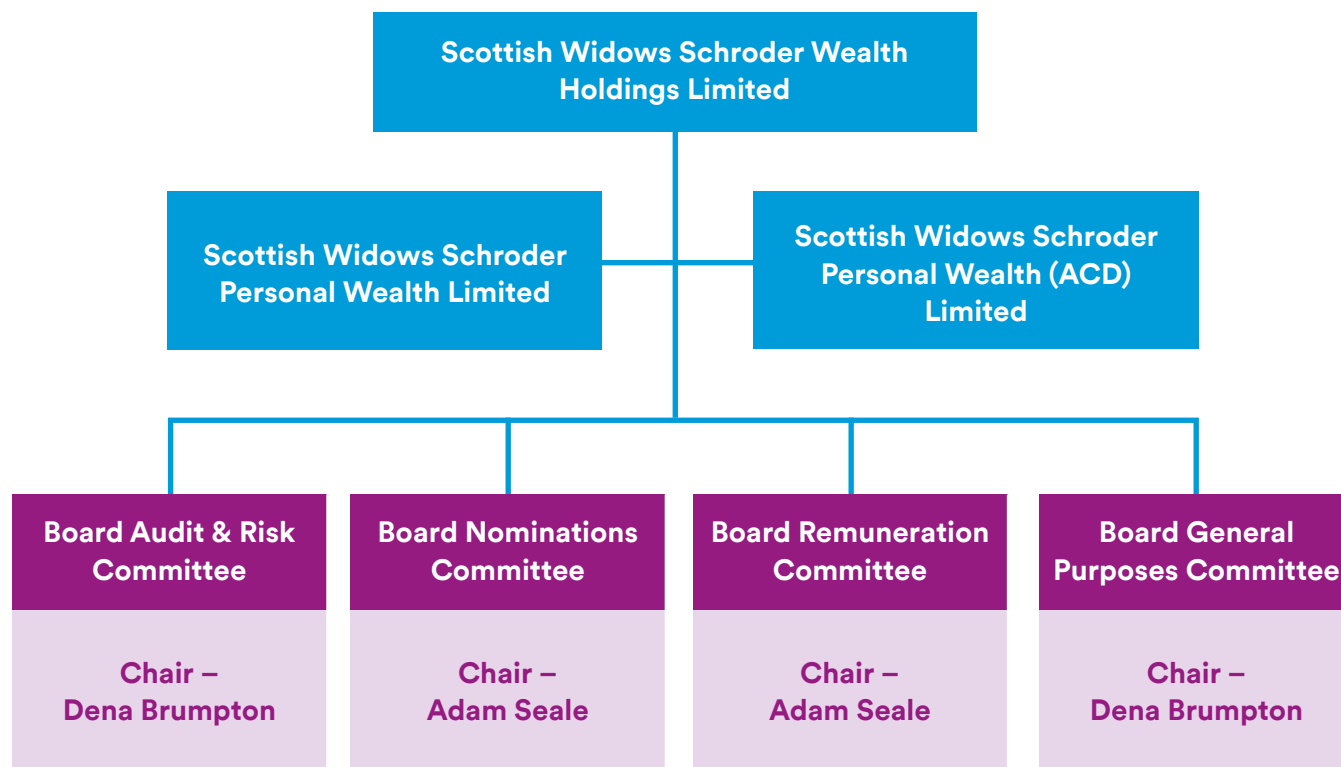 Scottish Widows Schroder Wealth
Holdings Limited
Scottish Widows Schroder
Personal Wealth Limited
Scottish Widows Schroder
Personal Wealth (ACD)
Limited
Board Audit & Risk
Committee
Chair –
Dena Brumpton
Board Nominations
Committee
Chair –
Adam Seale
Board Remuneration
Committee
Chair –
Adam Seale
Board General
Purposes Committee
Chair –
Dena Brumpton